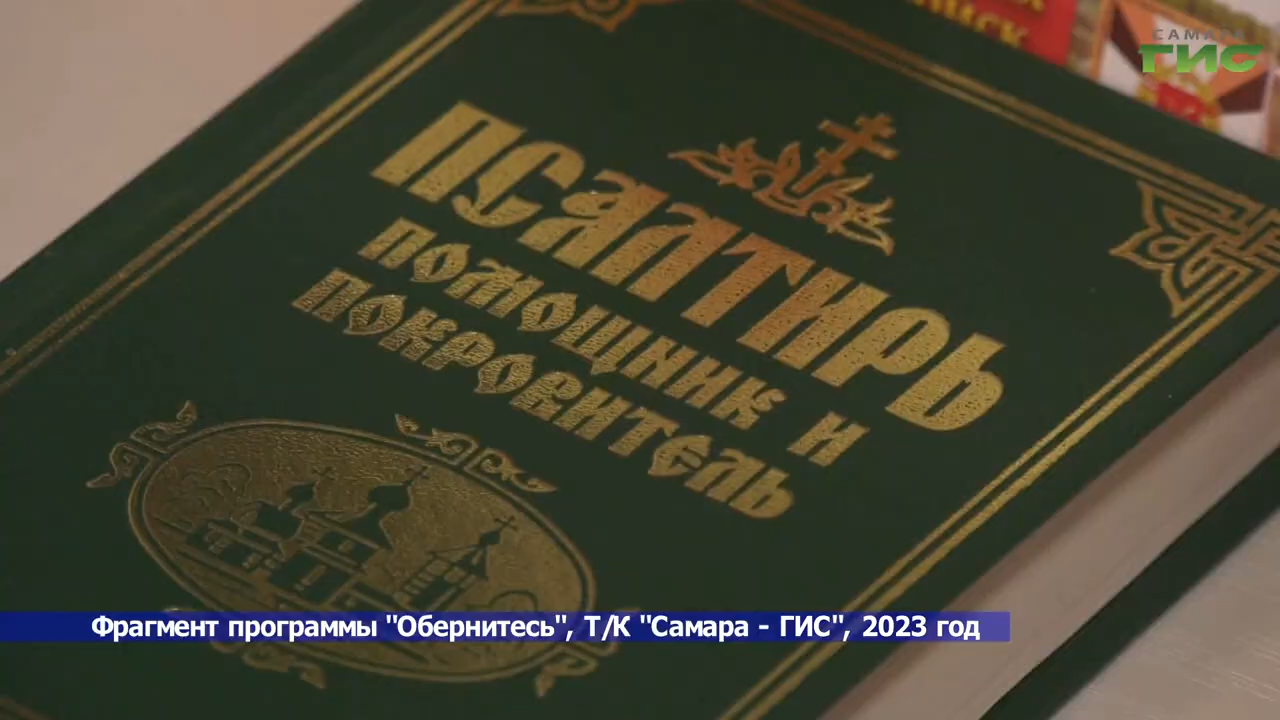 САМАРА
ГИС
ПСАЛТИРЬ
ПОМОЩНИК И
ПОКРОВИТЕЛЬ
Фрагмент программы "Обернитесь", Т/К "Самара - ГИС", 2023 год